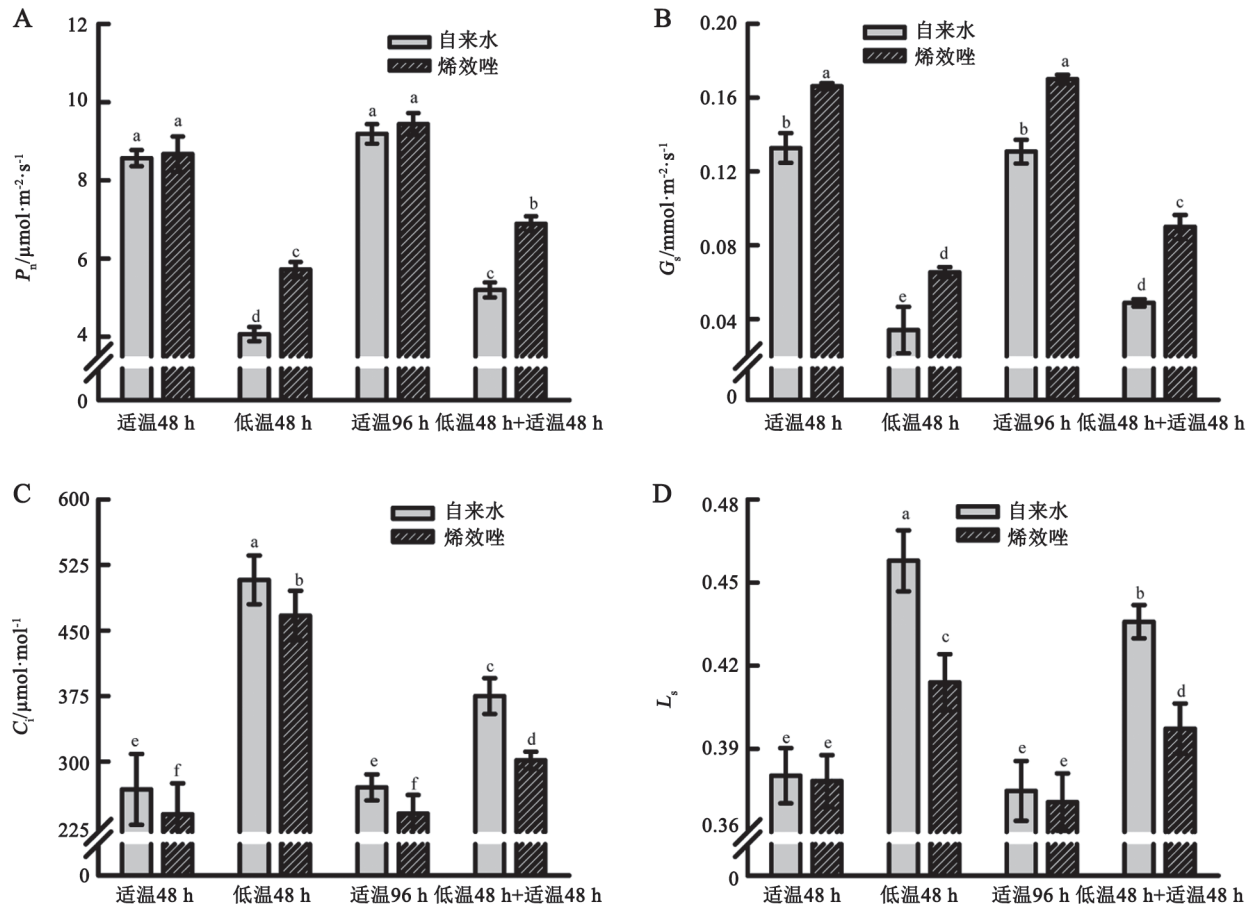 A
12
10
8
6
4
0
Pn/μmol·m-2·s-1
自来水
烯效唑
a
a
d
c
a
a
c
b
适温48 h
低温48 h
适温96 h
低温48 h+适温48 h
B
0.20
0.16
0.12
0.08
0.04
0
Gs/mmol·m-2·s-1
自来水
烯效唑
b
a
e
d
b
a
d
c
适温48 h
低温48 h
适温96 h
低温48 h+适温48 h
C
600
525
450
375
300
225
0
Ci/μmol·mol-1
自来水
烯效唑
e
f
a
b
e
f
c
d
适温48 h
低温48 h
适温96 h
低温48 h+适温48 h
D
0.48
0.45
0.42
0.39
0.36
0
Ls
自来水
烯效唑
e
e
a
c
e
e
b
d
适温48 h
低温48 h
适温96 h
低温48 h+适温48 h